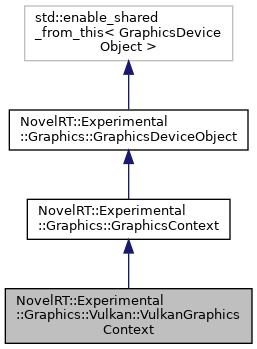 std::enable_shared
_from_this< GraphicsDevice
Object >
NovelRT::Experimental
::Graphics::GraphicsDeviceObject
NovelRT::Experimental
::Graphics::GraphicsContext
NovelRT::Experimental
::Graphics::Vulkan::VulkanGraphics
Context